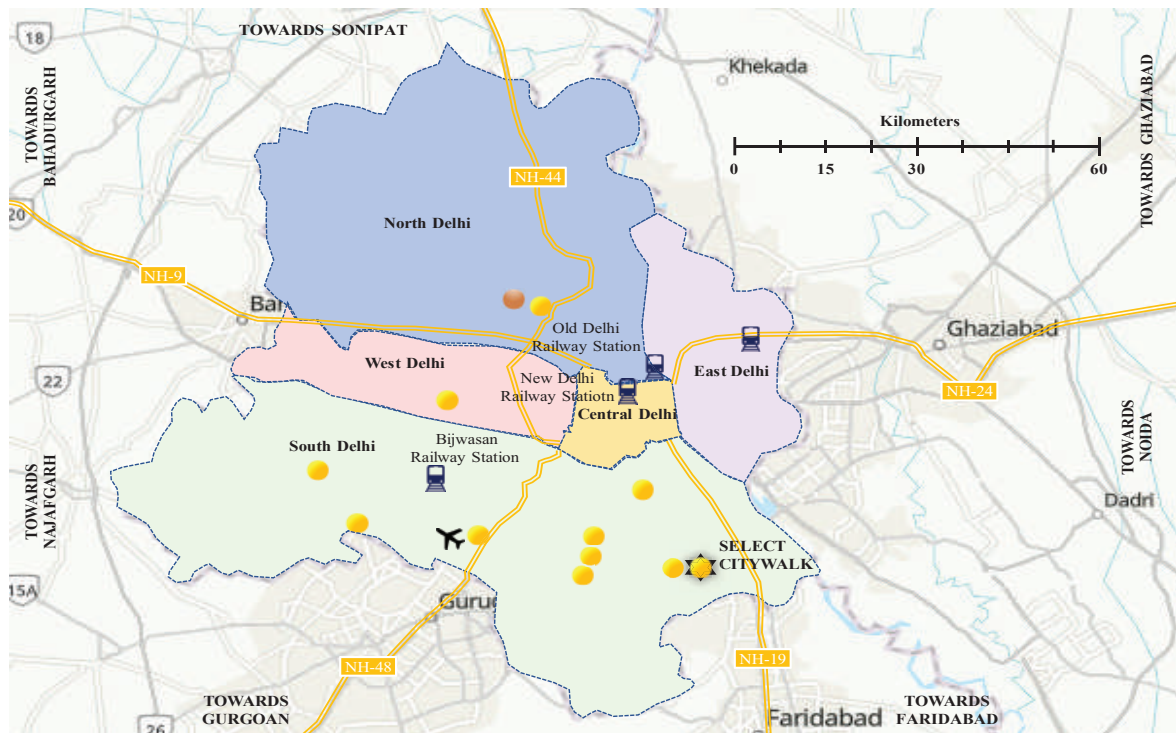 TOWARDS SONIPAT
18
Khekada
TOWARDS
BAHADURGARH
TOWARDS GHAZIABAD
Kilometers
0 15 30 60
NH-44
20
North Delhi
NH-9
Old Delhi
Railway Station
Ghaziabad
West Delhi
East Delhi
22
New Delhi
Railway Statiotn
NH-24
Central Delhi
South Delhi
Bijwasan
Railway Station
TOWARDS
NOIDA
TOWARDS
NAJAFGARH
Dadri
SELECT
CITYWALK
15A
NH-48
NH-19
TOWARDS
GURGOAN
TOWARDS
FARIDABAD
Faridabad
26